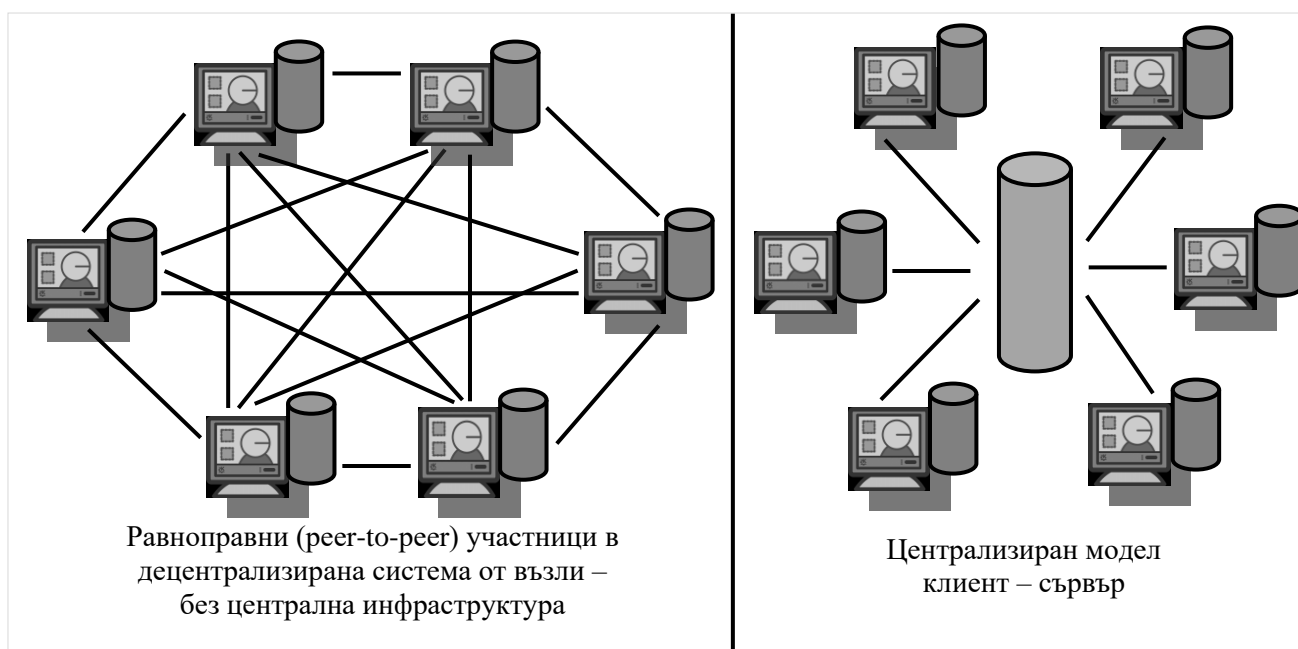 Равноправни (peer-to-peer) участници в
децентрализирана система от възли –
без централна инфраструктура
Централизиран модел
клиент – сървър